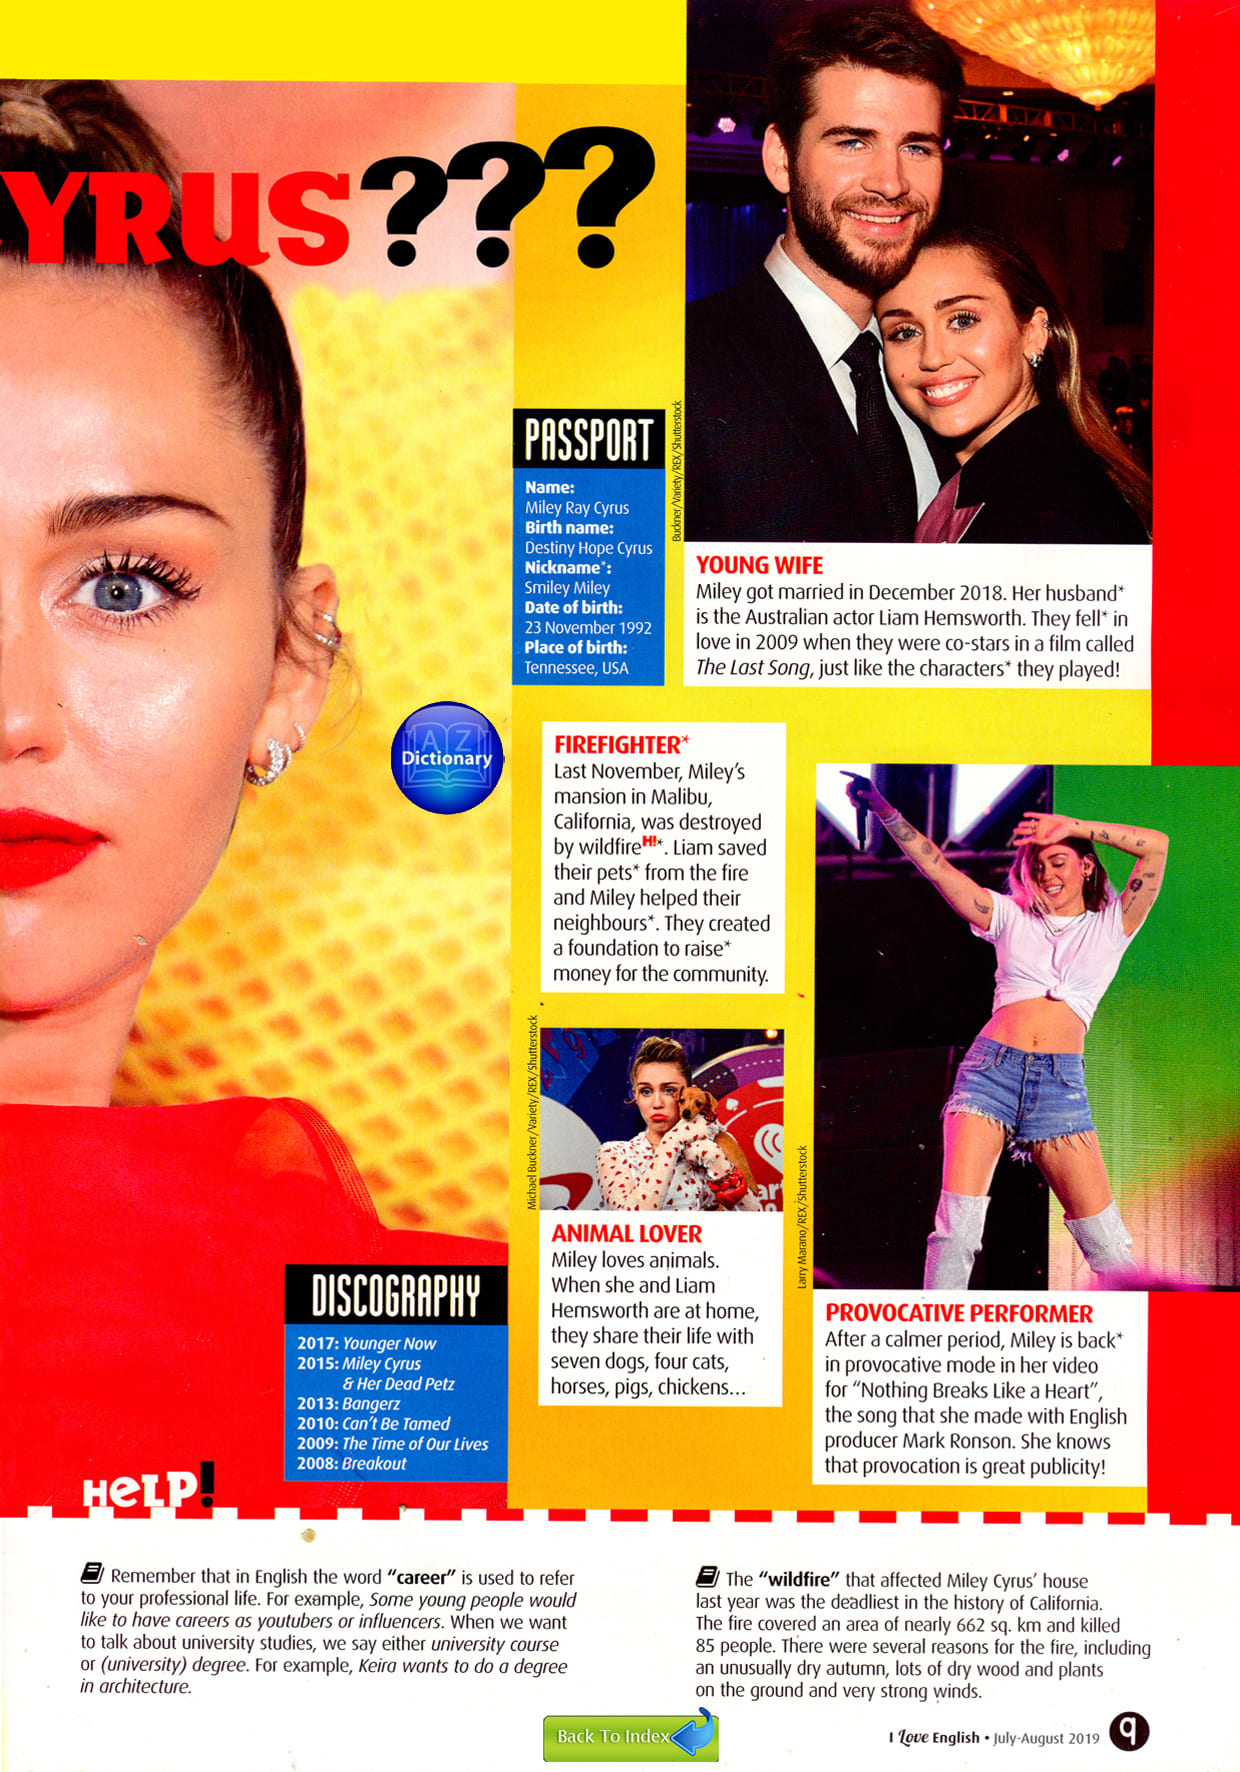 YRUS???
PASSPORT
Name:
Miley Ray Cyrus
Birth name:
Destiny Hope Cyrus
Nickname*:
Smiley Miley
Date of birth:
23 November 1992
Place of birth:
Tennessee, USA
Buckner/Variety/REX/Shutterstock
YOUNG WIFE
Miley got married in December 2018. Her husband*
is the Australian actor Liam Hemsworth. They fell* in
love in 2009 when they were co-stars in a film called
The Last Song, just like the characters* they played!
A Z
Dictionary
FIREFIGHTER*
Last November, Miley's
mansion in Malibu,
California, was destroyed
by wildfireH!*. Liam saved
their pets* from the fire
and Miley helped their
neighbours*. They created
a foundation to raise*
money for the community.
Michael Buckner/Variety/REX/Shutterstock
ANIMAL LOVER
Miley loves animals.
When she and Liam
Hemsworth are at home,
they share their life with
seven dogs, four cats,
horses, pigs, chickens...
Larry Marano/REX/Shutterstock
PROVOCATIVE PERFORMER
After a calmer period, Miley is back*
in provocative mode in her video
for "Nothing Breaks Like a Heart",
the song that she made with English
producer Mark Ronson. She knows
that provocation is great publicity!
DISCOGRAPHY
2017: Younger Now
2015: Miley Cyrus
& Her Dead Petz
2013: Bangerz
2010: Can't Be Tamed
2009: The Time of Our Lives
2008: Breakout
HELP!
Remember that in English the word "career" is used to refer
to your professional life. For example, Some young people would
like to have careers as youtubers or influencers. When we want
to talk about university studies, we say either university course
or (university) degree. For example, Keira wants to do a degree
in architecture.
The "wildfire" that affected Miley Cyrus' house
last year was the deadliest in the history of California.
The fire covered an area of nearly 662 sq. km and killed
85 people. There were several reasons for the fire, including
an unusually dry autumn, lots of dry wood and plants
on the ground and very strong winds.
Back To Index
I Love English • July-August 2019 9